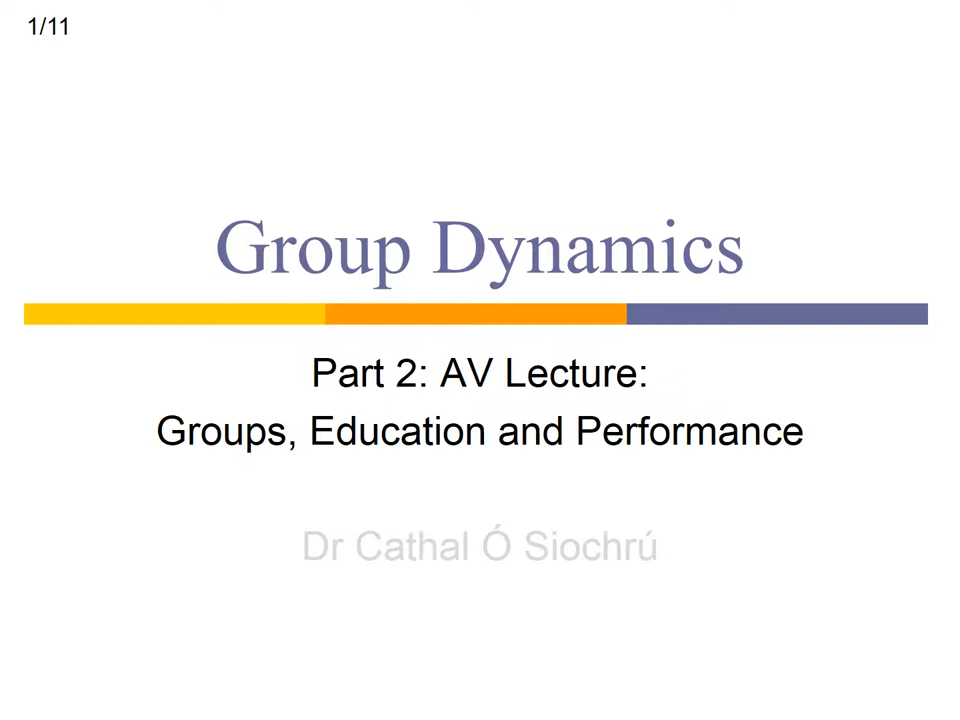 1/11
Group Dynamics
Part 2: AV Lecture:
Groups, Education and Performance
Dr Cathal Ó Siochrú